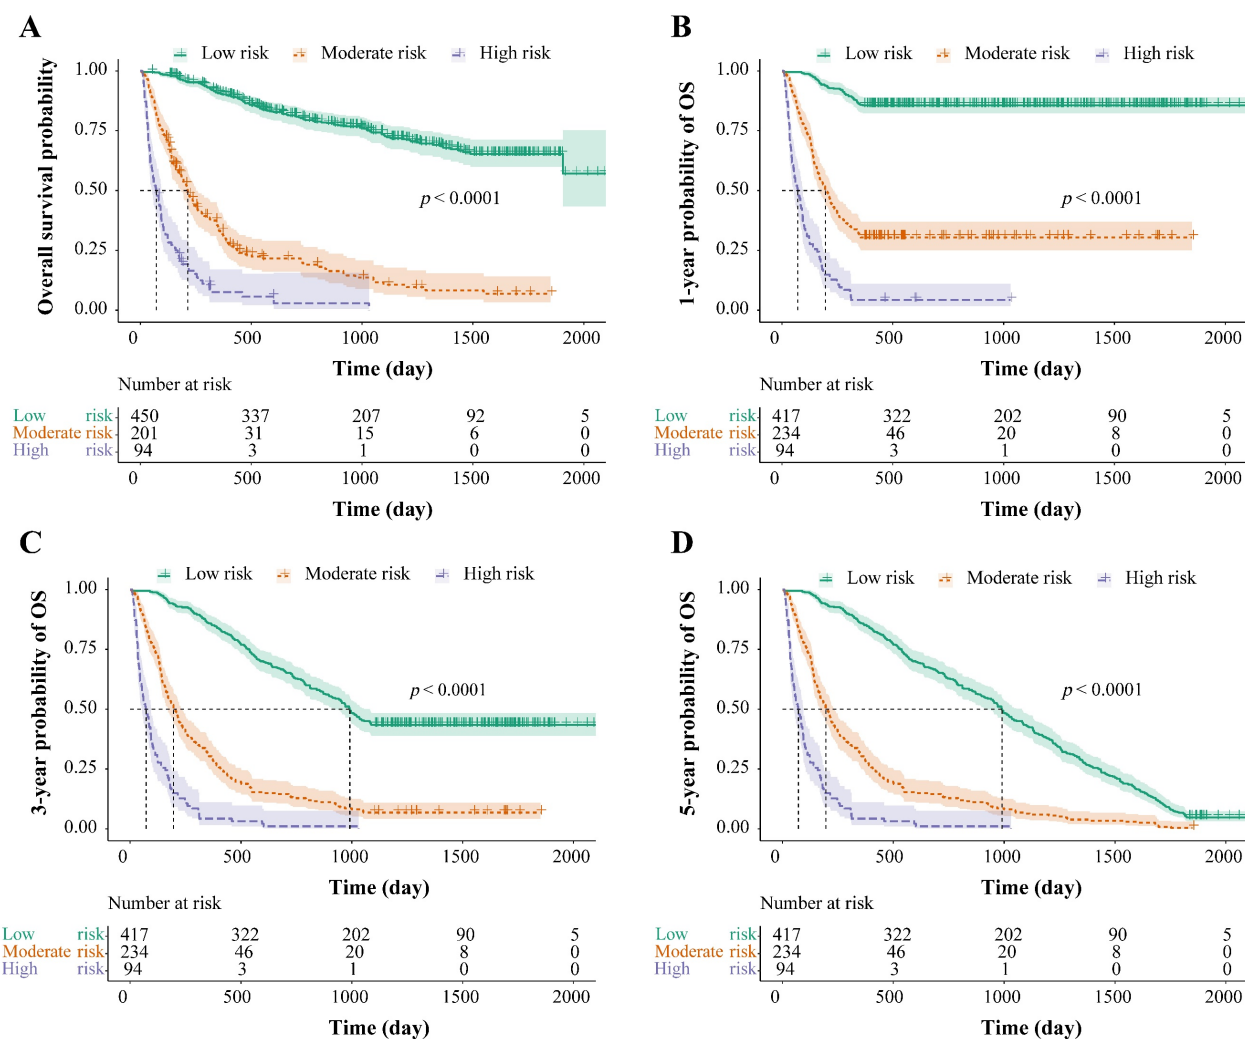 A
Low risk Moderate risk High risk
Overall survival probability
1.00
0.75
0.50
0.25
0.00
p < 0.0001
0 500 1000 1500 2000
Time (day)
Number at risk
Low risk 450 337 207 92 5
Moderate risk 201 31 15 6 0
High risk 94 3 1 0 0
0 500 1000 1500 2000
Time (day)
B
Low risk Moderate risk High risk
1-year probability of OS
1.00
0.75
0.50
0.25
0.00
p < 0.0001
0 500 1000 1500 2000
Time (day)
Number at risk
Low risk 417 322 202 90 5
Moderate risk 234 46 20 8 0
High risk 94 3 1 0 0
0 500 1000 1500 2000
Time (day)
C
Low risk Moderate risk High risk
3-year probability of OS
1.00
0.75
0.50
0.25
0.00
p < 0.0001
0 500 1000 1500 2000
Time (day)
Number at risk
Low risk 417 322 202 90 5
Moderate risk 234 46 20 8 0
High risk 94 3 1 0 0
0 500 1000 1500 2000
Time (day)
D
Low risk Moderate risk High risk
5-year probability of OS
1.00
0.75
0.50
0.25
0.00
p < 0.0001
0 500 1000 1500 2000
Time (day)
Number at risk
Low risk 417 322 202 90 5
Moderate risk 234 46 20 8 0
High risk 94 3 1 0 0
0 500 1000 1500 2000
Time (day)